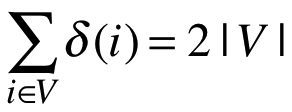 ∑_{i∈V} δ(i) = 2 | V |